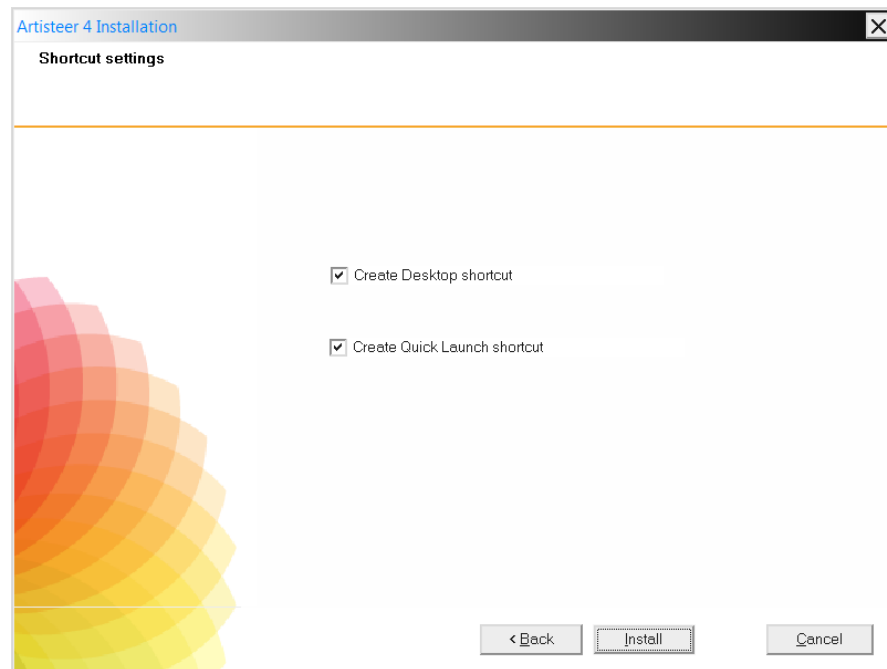 Artisteer 4 Installation
Shortcut settings
Create Desktop shortcut
Create Quick Launch shortcut
< Back
Install
Cancel